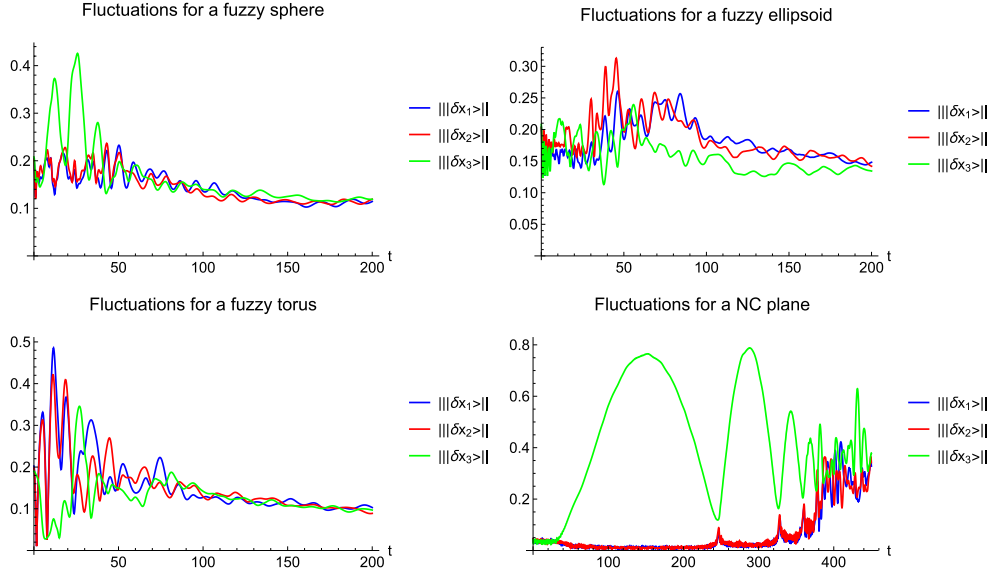 Fluctuations for a fuzzy sphere
0.4
0.3
0.2
0.1
50
100
150
200
t
|||δx₁>||
|||δx₂>||
|||δx₃>||
Fluctuations for a fuzzy ellipsoid
0.30
0.25
0.20
0.15
0.10
0.05
50
100
150
200
t
|||δx₁>||
|||δx₂>||
|||δx₃>||
Fluctuations for a fuzzy torus
0.5
0.4
0.3
0.2
0.1
50
100
150
200
t
|||δx₁>||
|||δx₂>||
|||δx₃>||
Fluctuations for a NC plane
0.8
0.6
0.4
0.2
100
200
300
400
t
|||δx₁>||
|||δx₂>||
|||δx₃>||